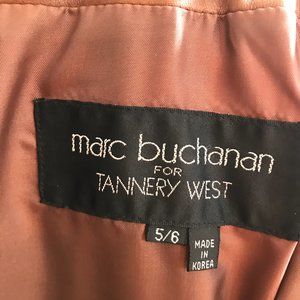 marc buchanan
FOR
TANNERY WEST
5/6
MADE
IN
KOREA